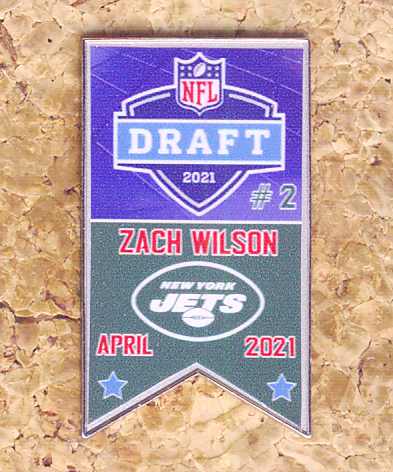 NFL
DRAFT
2021
# 2
ZACH WILSON
NEW YORK
JETS
APRIL 2021